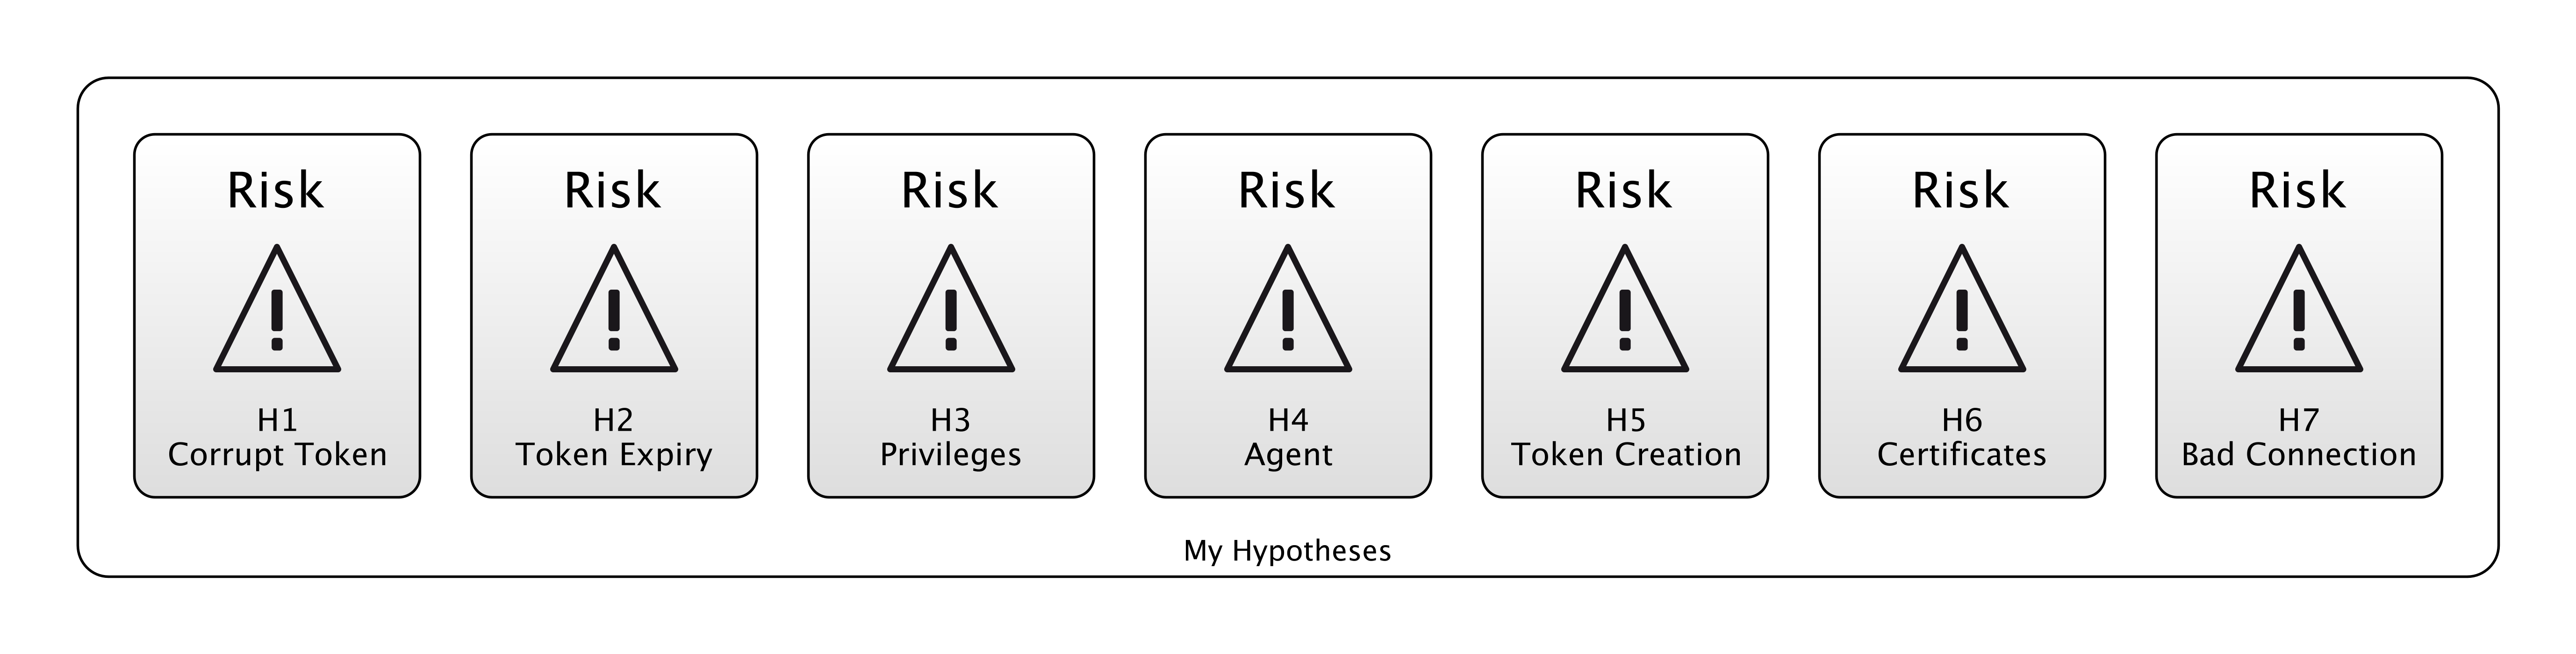 Risk
H1
Corrupt Token
Risk
H2
Token Expiry
Risk
H3
Privileges
Risk
H4
Agent
Risk
H5
Token Creation
Risk
H6
Certificates
Risk
H7
Bad Connection
My Hypotheses